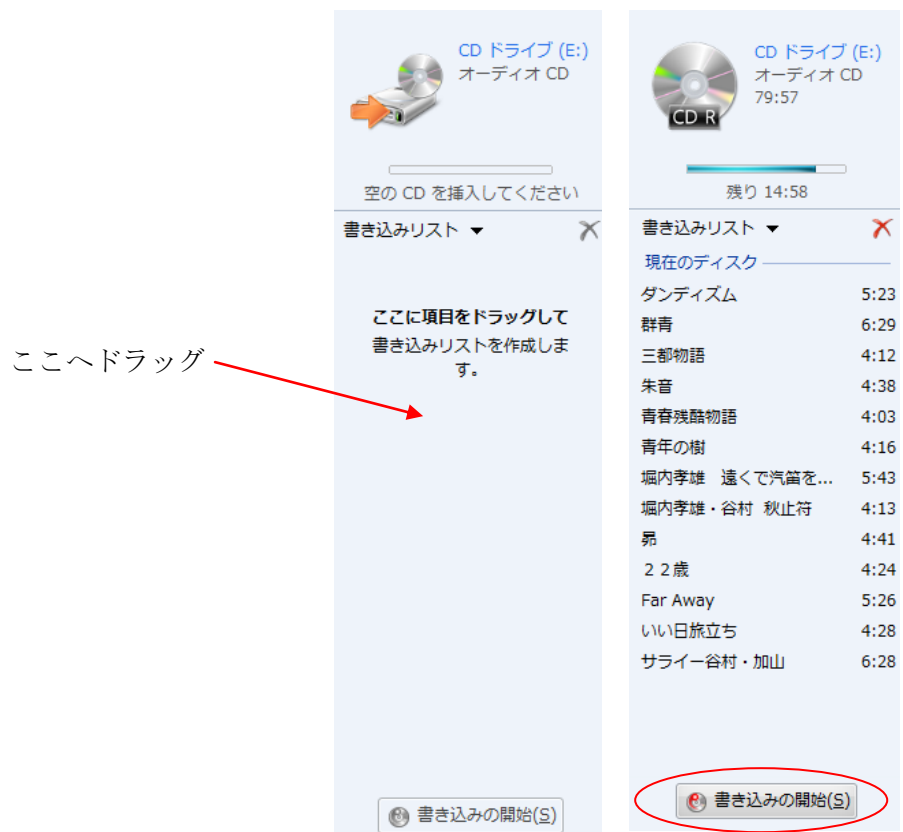 ここへドラッグ
CD ドライブ (E:)
オーディオ CD
空の CD を挿入してください
書き込みリスト
ここに項目をドラッグして
書き込みリストを作成しま
す。
書き込みの開始(S)
CD ドライブ (E:)
オーディオ CD
79:57
CD R
残り 14:58
書き込みリスト
現在のディスク
ダンディズム 5:23
群青 6:29
三都物語 4:12
朱音 4:38
青春残酷物語 4:03
青年の樹 4:16
堀内孝雄　遠くで汽笛を... 5:43
堀内孝雄・谷村 秋止符 4:13
昴 4:41
２２歳 4:24
Far Away 5:26
いい日旅立ち 4:28
サライー谷村・加山 6:28
書き込みの開始(S)